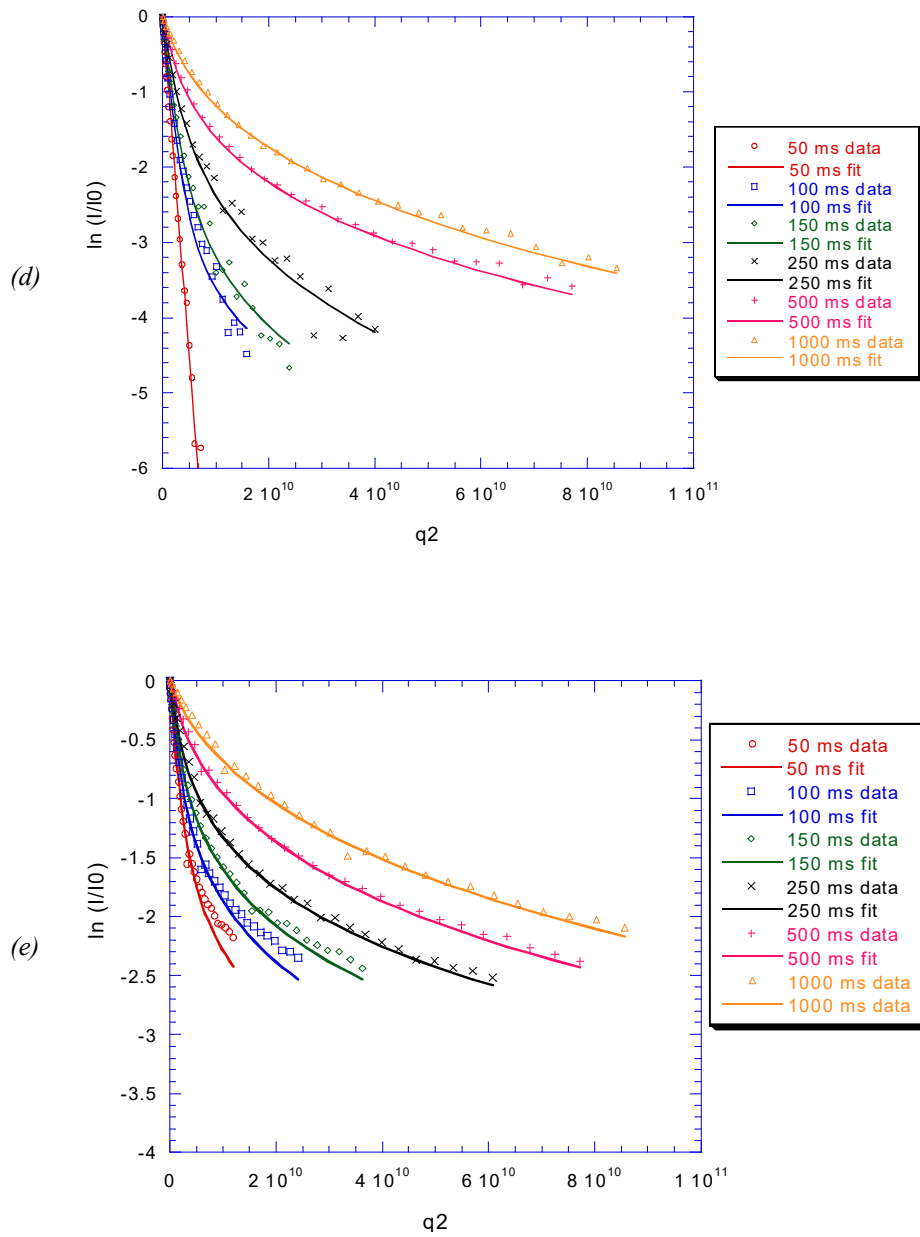 (d)
ln (I/I0)
0
-1
-2
-3
-4
-5
-6
0
2 10^10
4 10^10
6 10^10
8 10^10
1 10^11
q2
50 ms data
50 ms fit
100 ms data
100 ms fit
150 ms data
150 ms fit
250 ms data
250 ms fit
500 ms data
500 ms fit
1000 ms data
1000 ms fit
(e)
ln (I/I0)
0
-0.5
-1
-1.5
-2
-2.5
-3
-3.5
-4
0
2 10^10
4 10^10
6 10^10
8 10^10
1 10^11
q2
50 ms data
50 ms fit
100 ms data
100 ms fit
150 ms data
150 ms fit
250 ms data
250 ms fit
500 ms data
500 ms fit
1000 ms data
1000 ms data